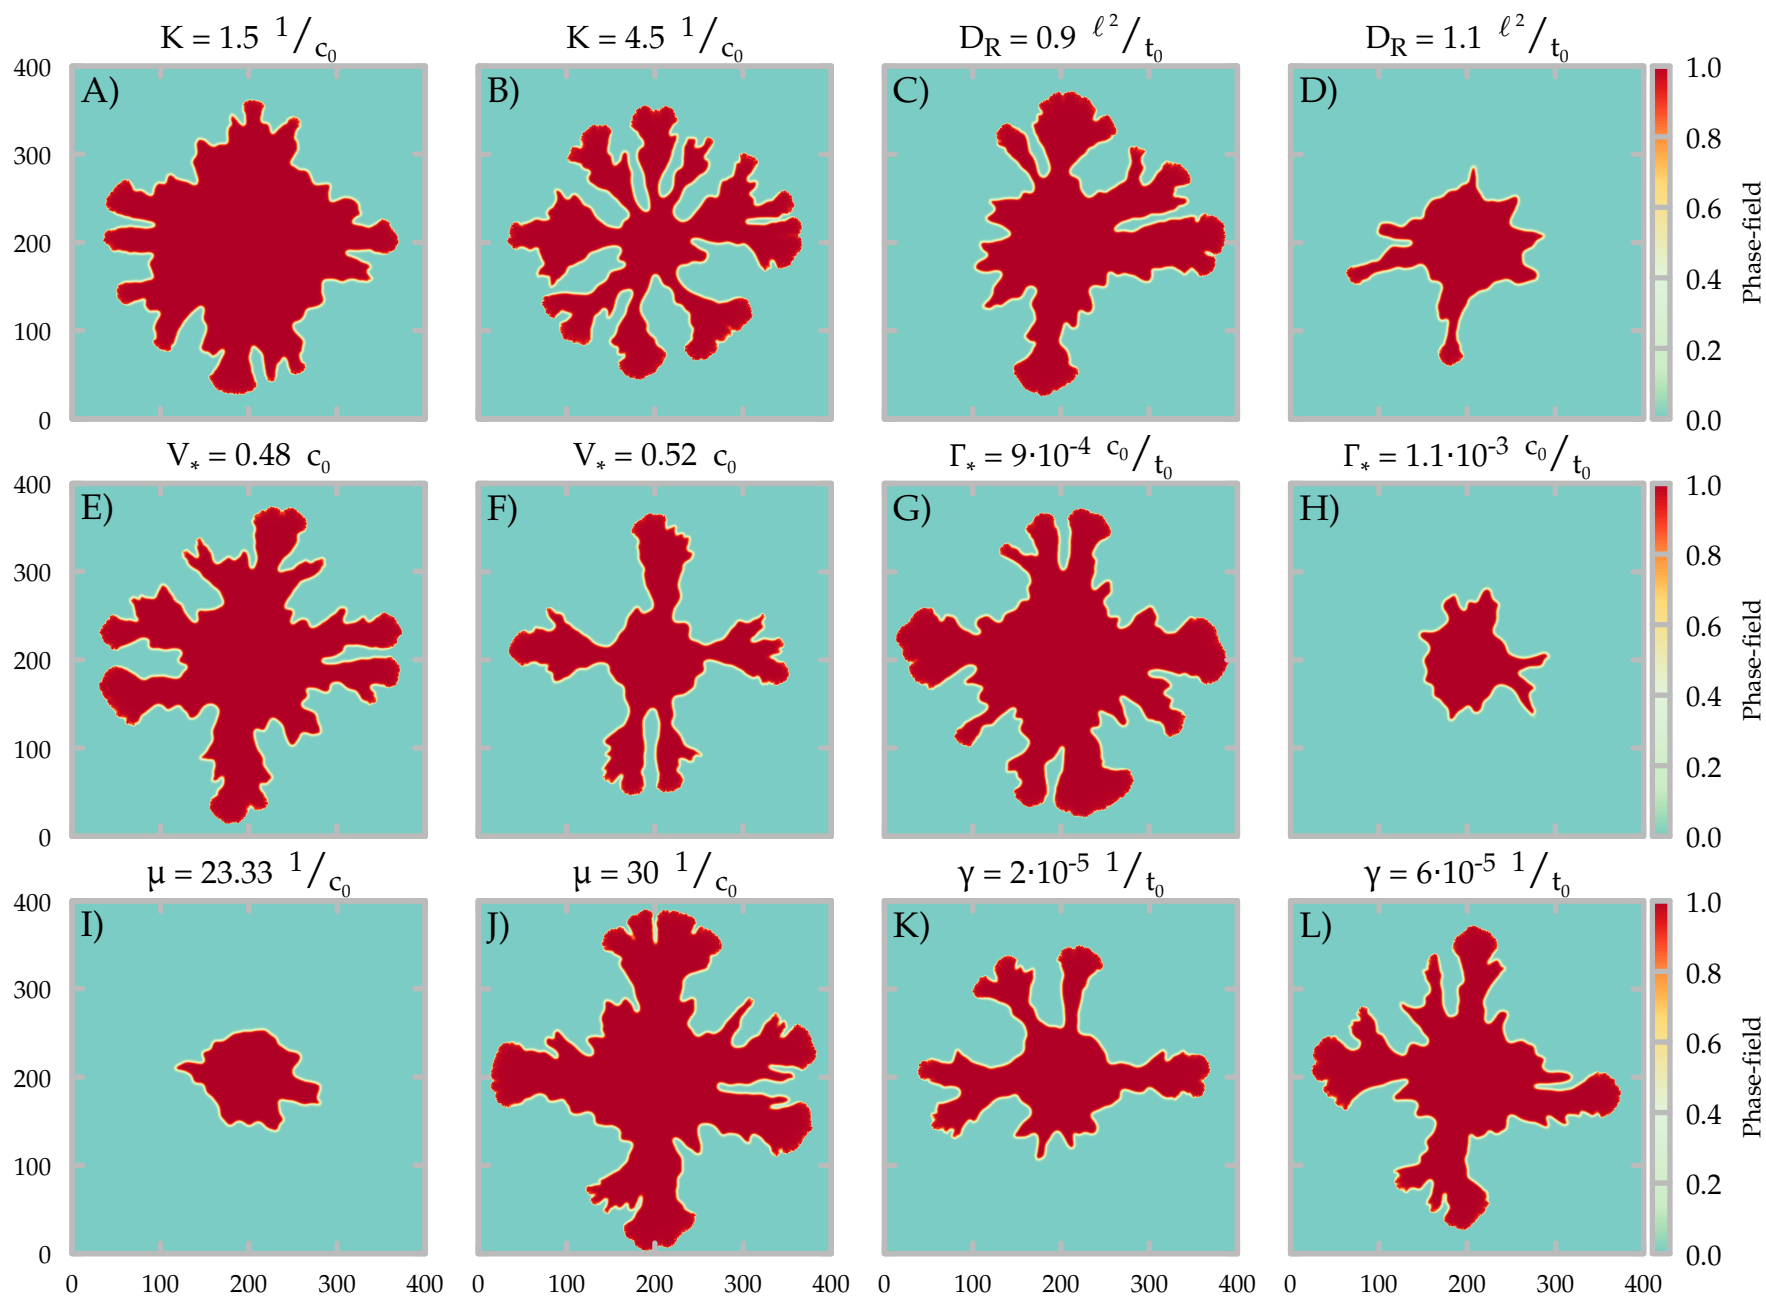 K = 1.5 1/c₀ K = 4.5 1/c₀ D_R = 0.9 ℓ²/t₀ D_R = 1.1 ℓ²/t₀
400 1.0
A) B) C) D)
0.8
300
0.6
200 Phase-field
0.4
100
0.2
0 0.0
V* = 0.48 c₀ V* = 0.52 c₀ Γ* = 9·10⁻⁴ c₀/t₀ Γ* = 1.1·10⁻³ c₀/t₀
400 1.0
E) F) G) H)
0.8
300
0.6
200 Phase-field
0.4
100
0.2
0 0.0
μ = 23.33 1/c₀ μ = 30 1/c₀ γ = 2·10⁻⁵ 1/t₀ γ = 6·10⁻⁵ 1/t₀
400 1.0
I) J) K) L)
0.8
300
0.6
200 Phase-field
0.4
100
0.2
0 0.0
0 100 200 300 400 0 100 200 300 400 0 100 200 300 400 0 100 200 300 400